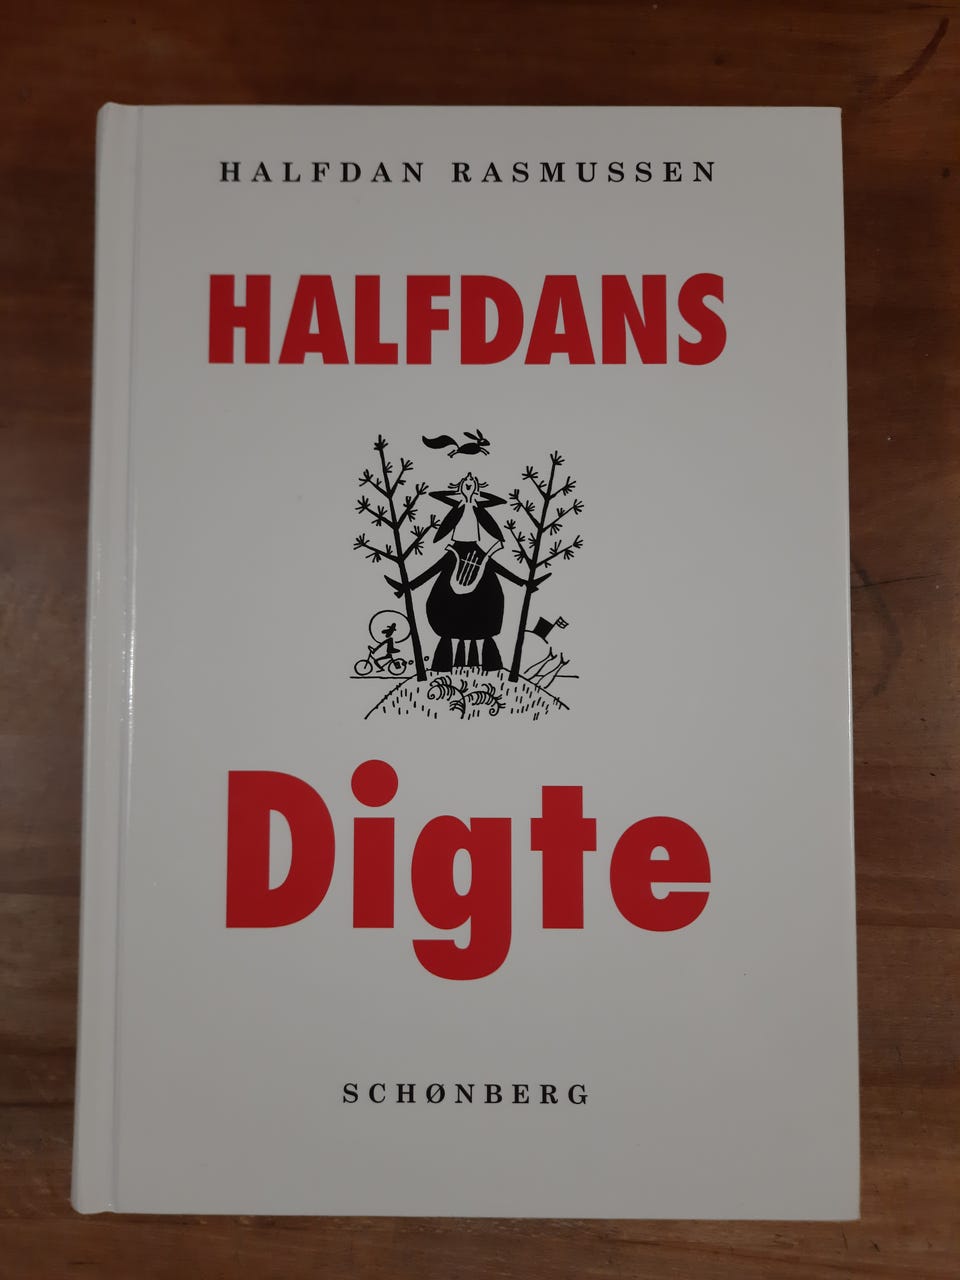 HALFDAN RASMUSSEN
HALFDANS
Digte
SCHØNBERG